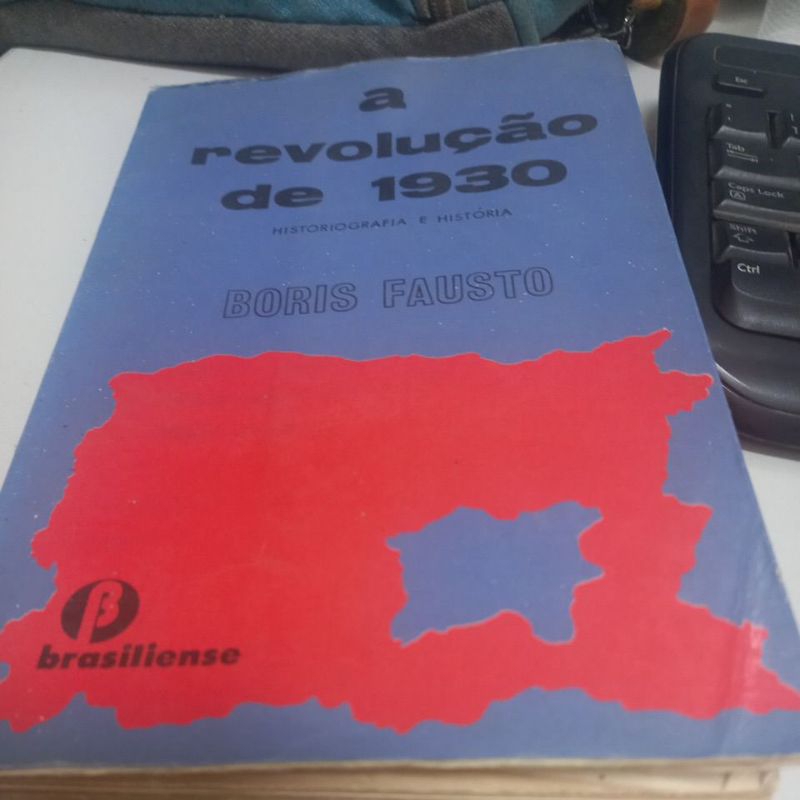 a
revolução
de 1930
HISTORIOGRAFIA E HISTÓRIA
BORIS FAUSTO
brasiliense
Esc
Tab
Caps Lock
A
Shift
Ctrl